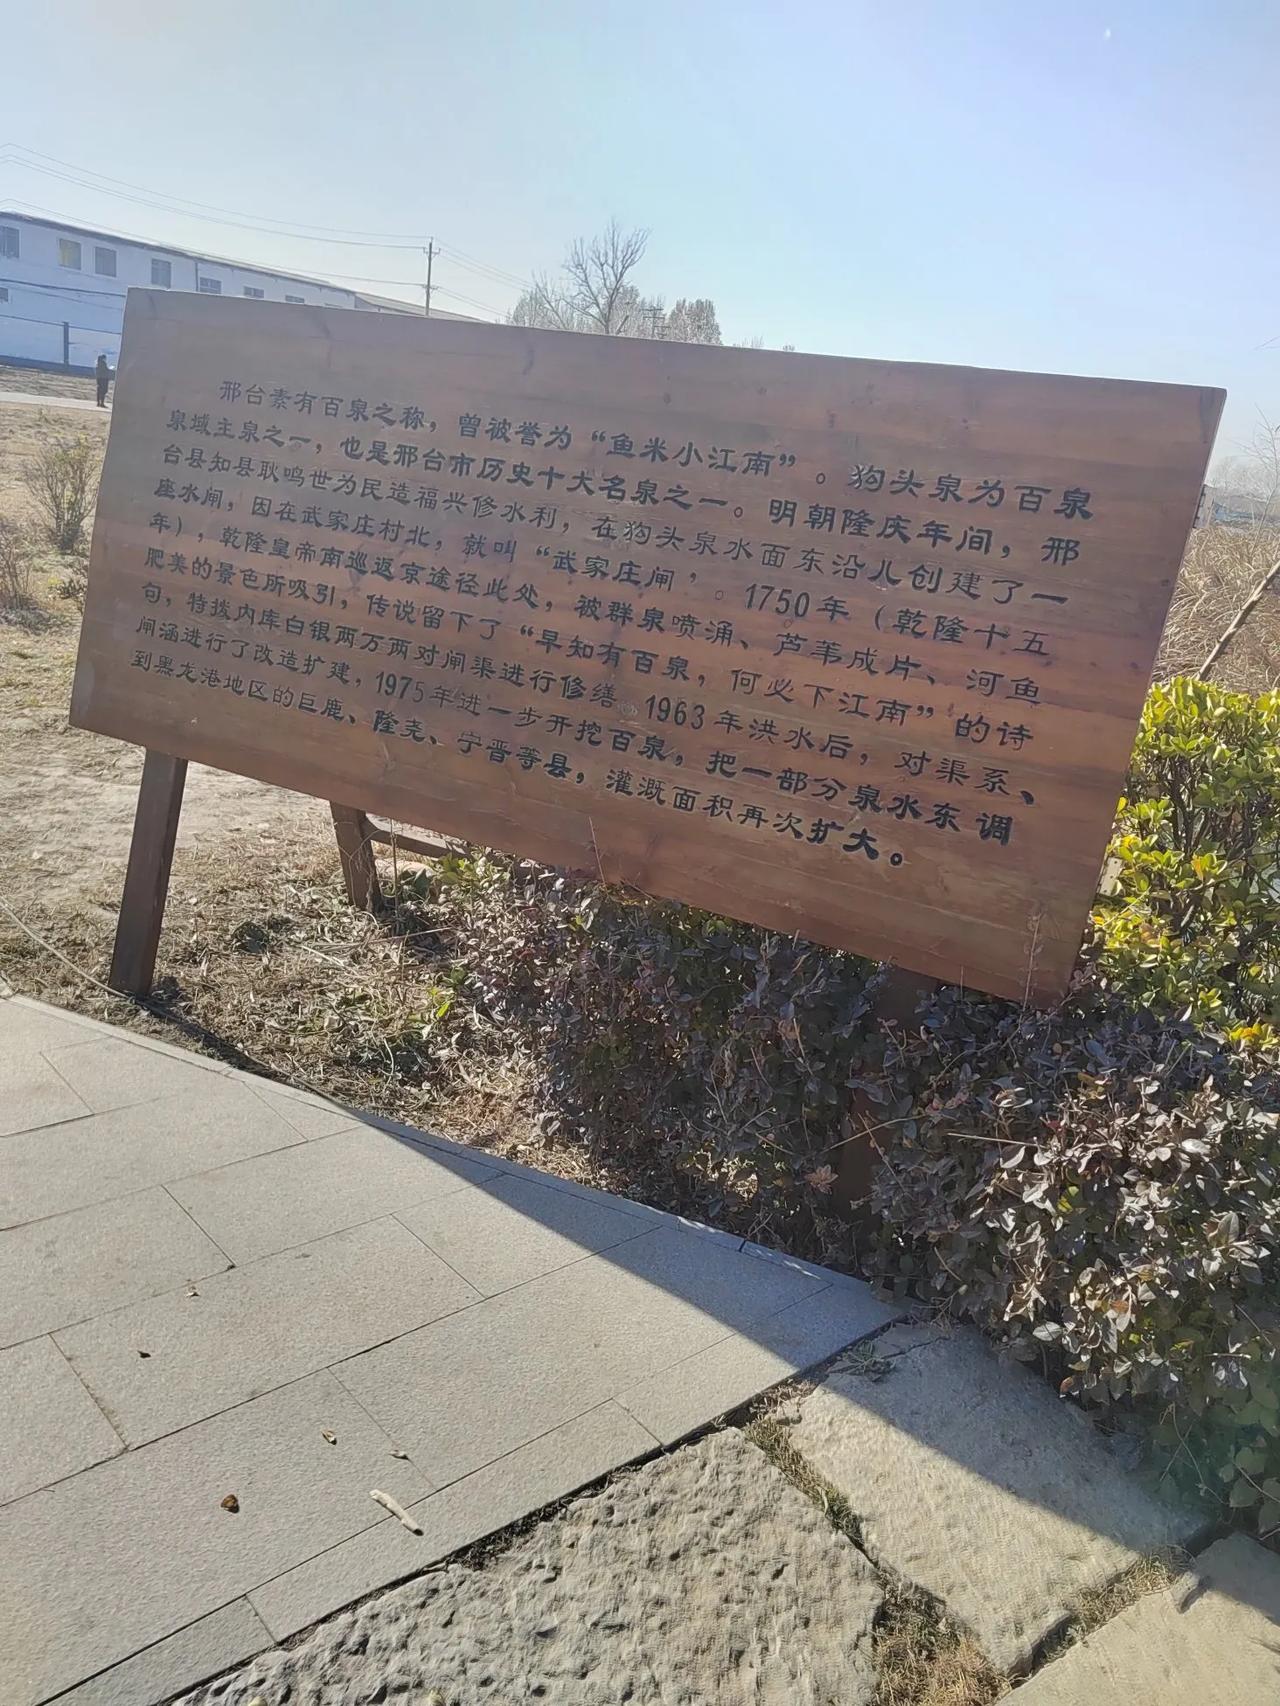 邢台素有百泉之称，曾被誉为“鱼米小江南”。狗头泉为百泉
泉域主泉之一，也是邢台市历史十大名泉之一。明朝隆庆年间，邢
台县知县耿鸣世为民造福兴修水利，在狗头泉水面东沿儿创建了一
座水闸，因在武家庄村北，就叫“武家庄闸’。1750年（乾隆十五
年），乾隆皇帝南巡返京途径此处，被群泉喷涌、芦苇成片、河鱼
肥美的景色所吸引，传说留下了“早知有百泉，何必下江南”的诗
句，特拨内库白银两万两对闸渠进行修缮。1963年洪水后，对渠系、
闸涵进行了改造扩建，1975年进一步开挖百泉，把一部分泉水东调
到黑龙港地区的巨鹿、隆尧、宁晋等县，灌溉面积再次扩大。